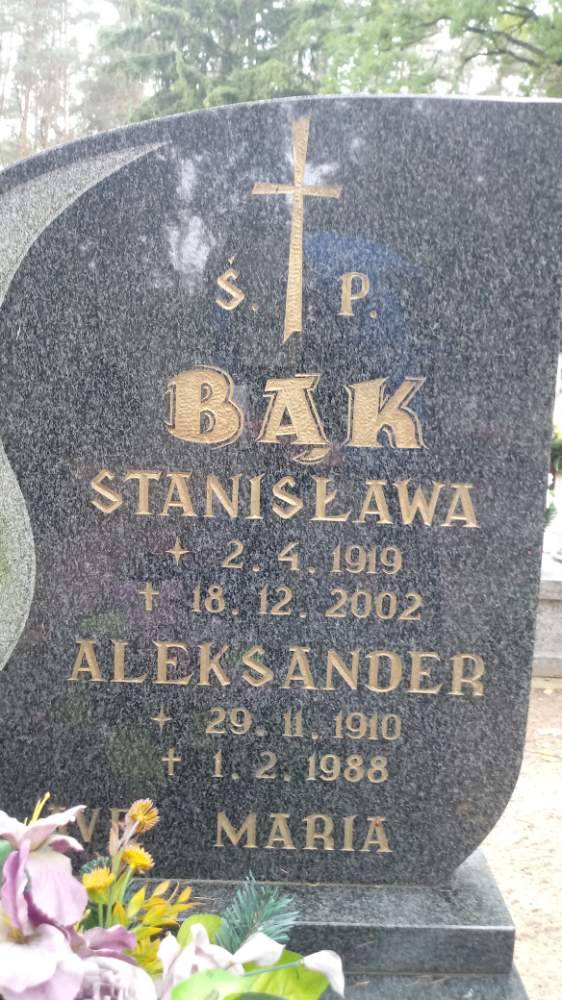 Ś. P.
BĄK
STANISŁAWA
2. 4. 1919
18. 12. 2002
ALEKSANDER
29. 11. 1910
1. 2. 1988
MARIA